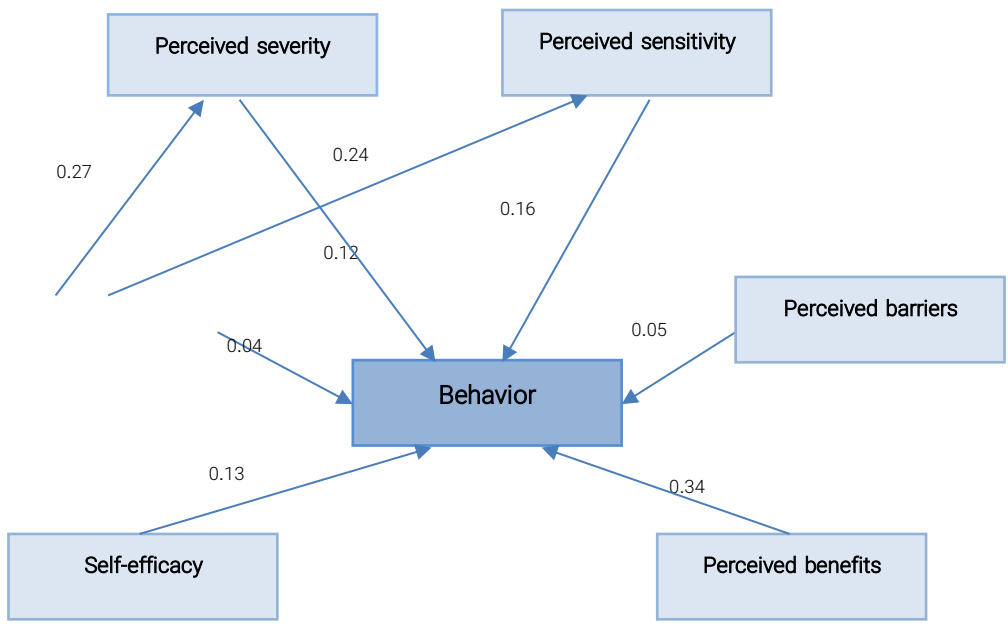 Perceived severity
Perceived sensitivity
0.27
0.24
0.16
0.12
Perceived barriers
0.05
0.04
Behavior
0.13
0.34
Self-efficacy
Perceived benefits